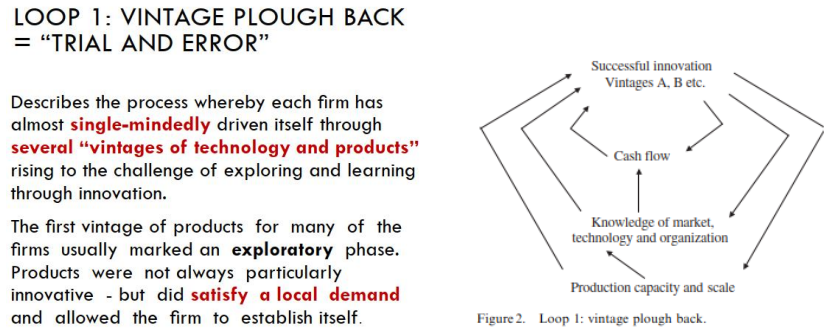 LOOP 1: VINTAGE PLOUGH BACK
= “TRIAL AND ERROR”
Describes the process whereby each firm has
almost single-mindedly driven itself through
several “vintages of technology and products”
rising to the challenge of exploring and learning
through innovation.
The first vintage of products for many of the
firms usually marked an exploratory phase.
Products were not always particularly
innovative - but did satisfy a local demand
and allowed the firm to establish itself.
Successful innovation
Vintages A, B etc.
Cash flow
Knowledge of market,
technology and organization
Production capacity and scale
Figure 2. Loop 1: vintage plough back.